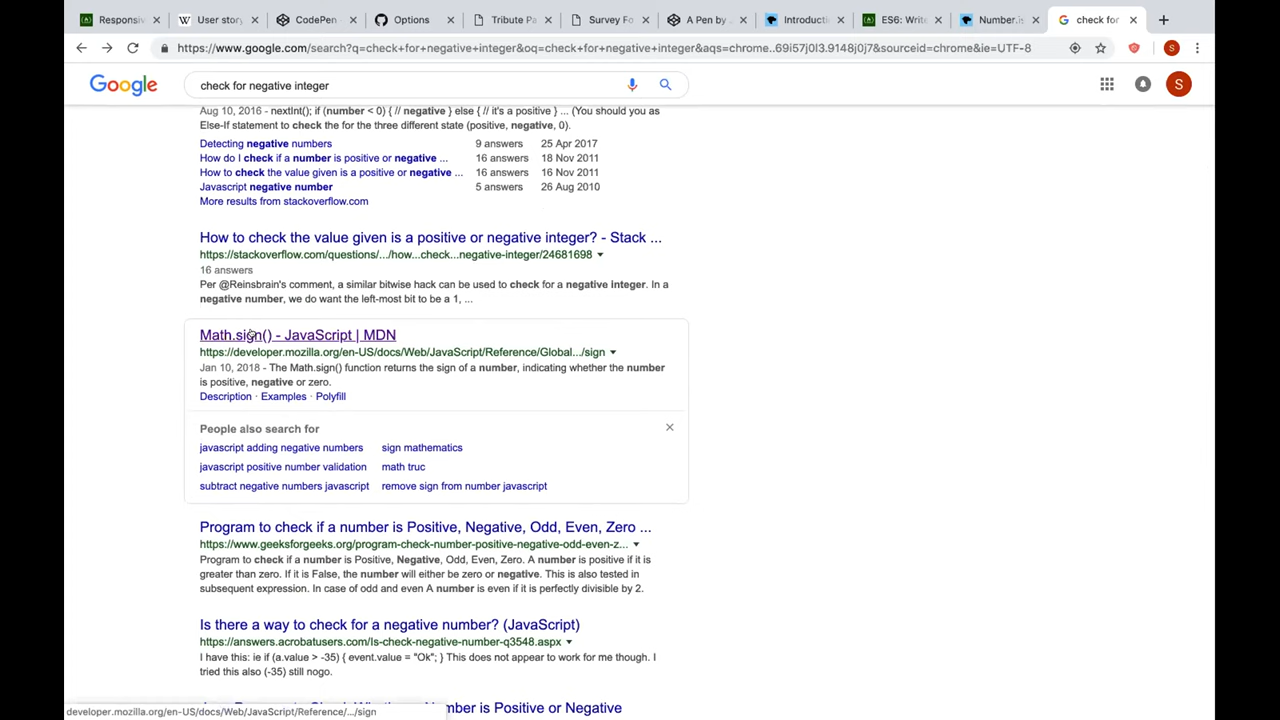 Responsiv
User story
CodePen
Options
Tribute Pa
Survey Fo
A Pen by
Introducti
ES6: Write
Number.is
check for
https://www.google.com/search?q=check+for+negative+integer&oq=check+for+negative+integer&aqs=chrome..69i57j0l3.9148j0j7&sourceid=chrome&ie=UTF-8
S
Google
check for negative integer
S
Aug 10, 2016 - nextInt(); if (number < 0) { // negative } else { // it's a positive } ... (You should you as
Else-If statement to check the for the three different state (positive, negative, 0).
Detecting negative numbers 9 answers 25 Apr 2017
How do I check if a number is positive or negative ... 16 answers 18 Nov 2011
How to check the value given is a positive or negative ... 16 answers 16 Nov 2011
Javascript negative number 5 answers 26 Aug 2010
More results from stackoverflow.com
How to check the value given is a positive or negative integer? - Stack ...
https://stackoverflow.com/questions/.../how...check...negative-integer/24681698
16 answers
Per @Reinsbrain's comment, a similar bitwise hack can be used to check for a negative integer. In a
negative number, we do want the left-most bit to be a 1, ...
Math.sign() - JavaScript | MDN
https://developer.mozilla.org/en-US/docs/Web/JavaScript/Reference/Global.../sign
Jan 10, 2018 - The Math.sign() function returns the sign of a number, indicating whether the number
is positive, negative or zero.
Description · Examples · Polyfill
People also search for
javascript adding negative numbers sign mathematics
javascript positive number validation math truc
subtract negative numbers javascript remove sign from number javascript
Program to check if a number is Positive, Negative, Odd, Even, Zero ...
https://www.geeksforgeeks.org/program-check-number-positive-negative-odd-even-z...
Program to check if a number is Positive, Negative, Odd, Even, Zero. A number is positive if it is
greater than zero. If it is False, the number will either be zero or negative. This is also tested in
subsequent expression. In case of odd and even A number is even if it is perfectly divisible by 2.
Is there a way to check for a negative number? (JavaScript)
https://answers.acrobatusers.com/Is-check-negative-number-q3548.aspx
I have this: ie if (a.value > -35) { event.value = "Ok"; } This does not appear to work for me though. I
tried this also (-35) still nogo.
mber is Positive or Negative
developer.mozilla.org/en-US/docs/Web/JavaScript/Reference/.../sign